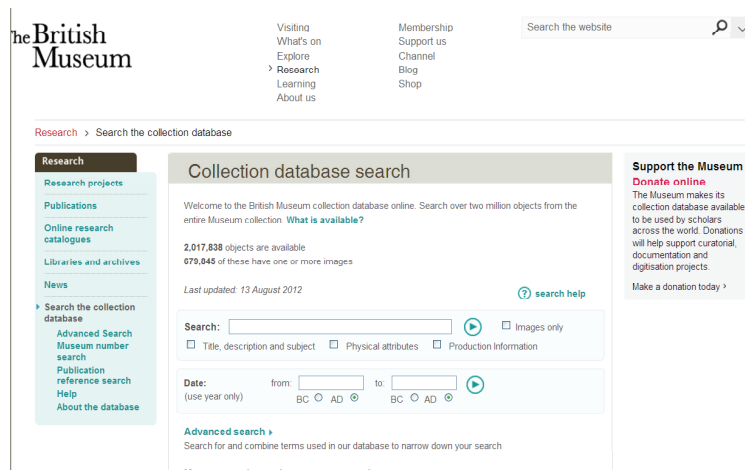 The British
Museum
Visiting
What's on
Explore
Research
Learning
About us
Membership
Support us
Channel
Blog
Shop
Search the website
Research > Search the collection database
Research
Research projects
Publications
Online research
catalogues
Libraries and archives
News
Search the collection
database
Advanced Search
Museum number
search
Publication
reference search
Help
About the database
Collection database search
Welcome to the British Museum collection database online. Search over two million objects from the
entire Museum collection. What is available?
2,017,838 objects are available
679,845 of these have one or more images
Last updated: 13 August 2012
? search help
Search:
Images only
Title, description and subject
Physical attributes
Production Information
Date: from: to:
(use year only) BC AD BC AD
Advanced search
Search for and combine terms used in our database to narrow down your search
Support the Museum
Donate online
The Museum makes its
collection database available
to be used by scholars
across the world. Donations
will help support curatorial,
documentation and
digitisation projects.
Make a donation today >